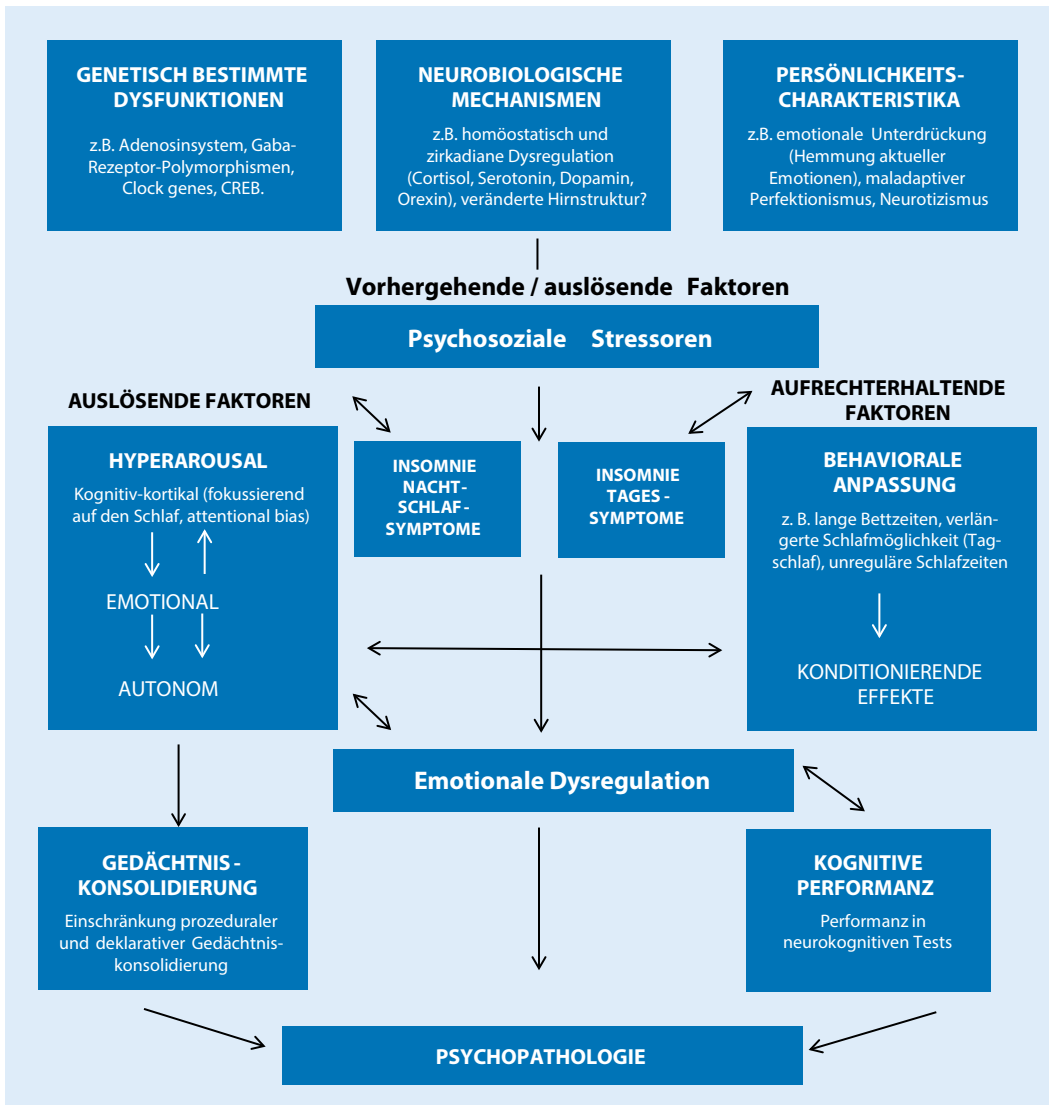 GENETISCH BESTIMMTE
DYSFUNKTIONEN
z.B. Adenosinsystem, Gaba-
Rezeptor-Polymorphismen,
Clock genes, CREB.
NEUROBIOLOGISCHE
MECHANISMEN
z.B. homöostatisch und
zirkadiane Dysregulation
(Cortisol, Serotonin, Dopamin,
Orexin), veränderte Hirnstruktur?
PERSÖNLICHKEITS-
CHARAKTERISTIKA
z.B. emotionale Unterdrückung
(Hemmung aktueller
Emotionen), maladaptiver
Perfektionismus, Neurotizismus
Vorhergehende / auslösende Faktoren
Psychosoziale Stressoren
AUSLÖSENDE FAKTOREN
HYPERAROUSAL
Kognitiv-kortikal (fokussierend
auf den Schlaf, attentional bias)
EMOTIONAL
AUTONOM
INSOMNIE
NACHT-
SCHLAF-
SYMPTOME
INSOMNIE
TAGES -
SYMPTOME
AUFRECHTERHALTENDE
FAKTOREN
BEHAVIORALE
ANPASSUNG
z. B. lange Bettzeiten, verlän-
gerte Schlafmöglichkeit (Tag-
schlaf), unreguläre Schlafzeiten
KONDITIONIERENDE
EFFEKTE
Emotionale Dysregulation
GEDÄCHTNIS -
KONSOLIDIERUNG
Einschränkung prozeduraler
und deklarativer Gedächtnis-
konsolidierung
KOGNITIVE
PERFORMANZ
Performanz in
neurokognitiven Tests
PSYCHOPATHOLOGIE